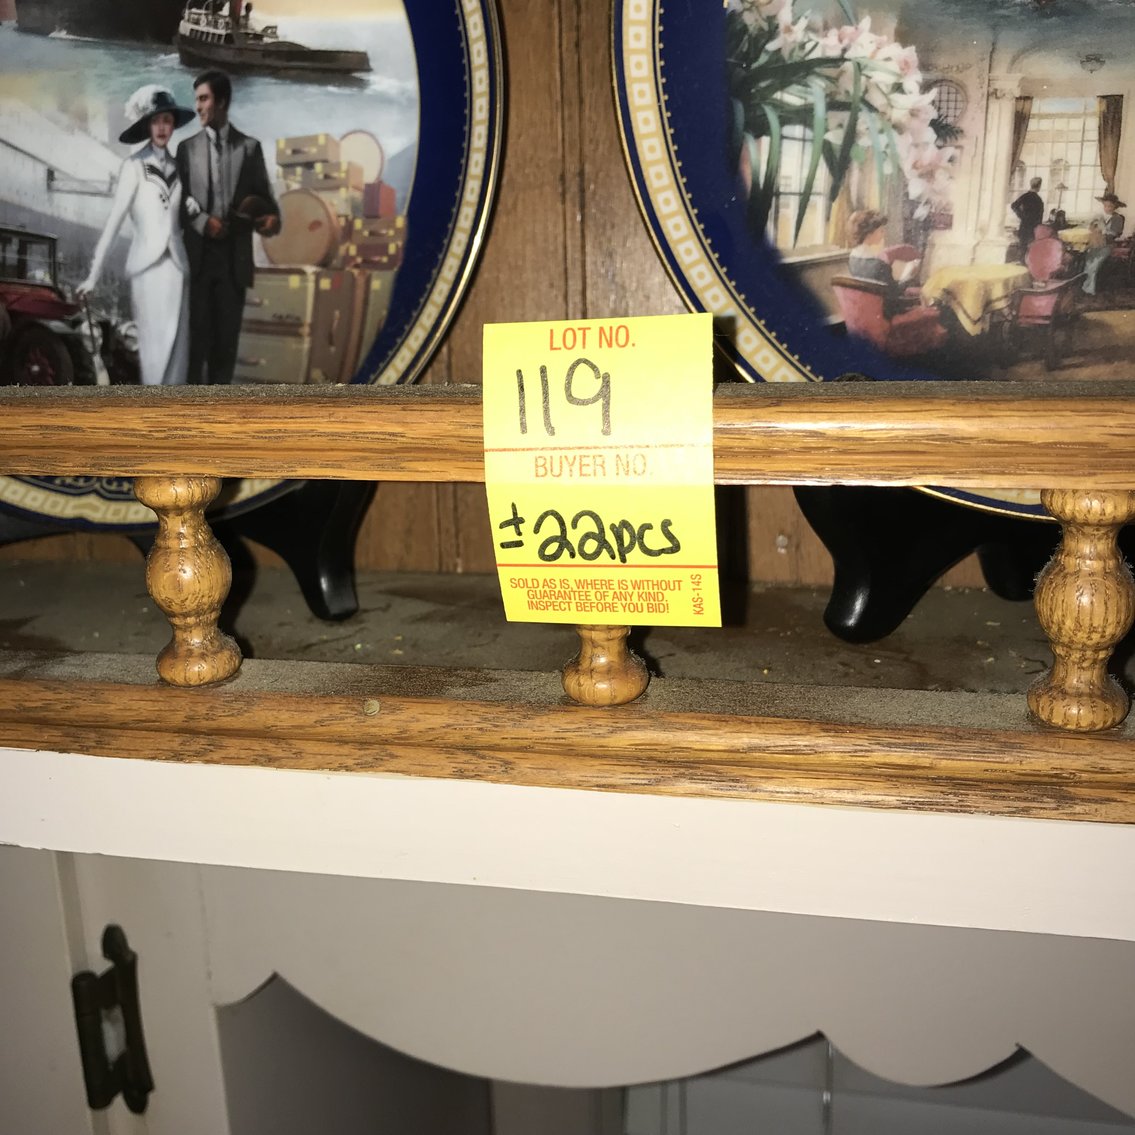 LOT NO.
119
BUYER NO.
±22pcs
SOLD AS IS, WHERE IS WITHOUT
GUARANTEE OF ANY KIND.
INSPECT BEFORE YOU BID!
KAS-14S